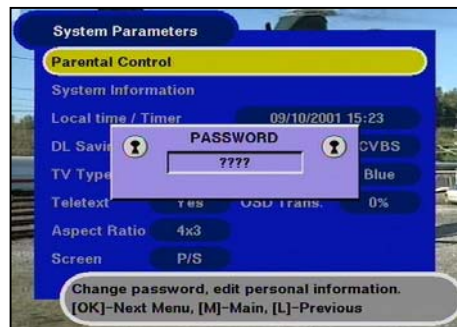 System Parameters
Parental Control
System Information
Local time / Timer 09/10/2001 15:23
PASSWORD
????
DL CVBS
TV Type Blue
Teletext Yes OSD Trans. 0%
Aspect Ratio 4x3
Screen P/S
Change password, edit personal information.
[OK]-Next Menu, [M]-Main, [L]-Previous